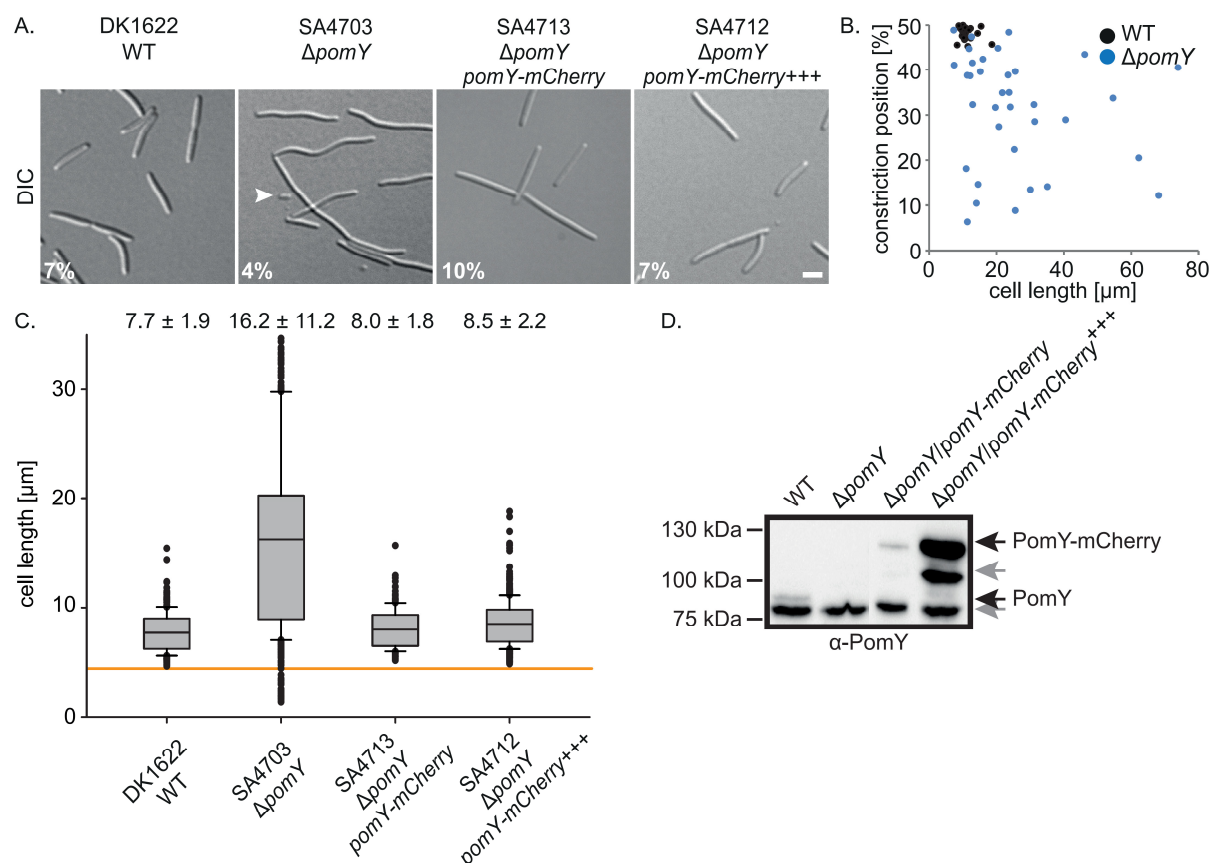 A.
DK1622
WT
SA4703
ΔpomY
SA4713
ΔpomY
pomY-mCherry
SA4712
ΔpomY
pomY-mCherry+++
DIC
7%
4%
10%
7%
B.
constriction position [%]
50
40
30
20
10
0
WT
ΔpomY
0
20
40
60
80
cell length [µm]
C.
7.7 ± 1.9
16.2 ± 11.2
8.0 ± 1.8
8.5 ± 2.2
cell length [µm]
30
20
10
0
DK1622
WT
SA4703
ΔpomY
SA4713
ΔpomY
pomY-mCherry
SA4712
ΔpomY
pomY-mCherry+++
D.
WT
ΔpomY
ΔpomY/pomY-mCherry
ΔpomY/pomY-mCherry+++
130 kDa
100 kDa
75 kDa
PomY-mCherry
PomY
α-PomY